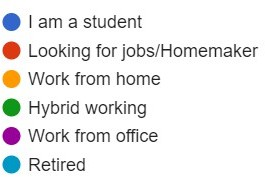 I am a student
Looking for jobs/Homemaker
Work from home
Hybrid working
Work from office
Retired